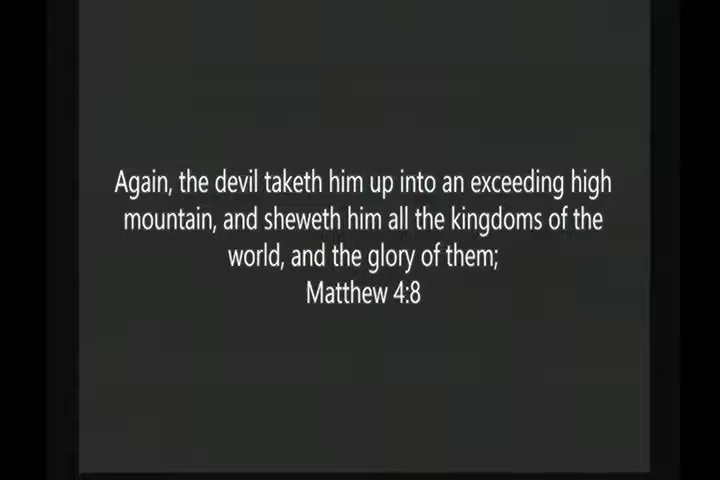 Again, the devil taketh him up into an exceeding high
mountain, and sheweth him all the kingdoms of the
world, and the glory of them;
Matthew 4:8